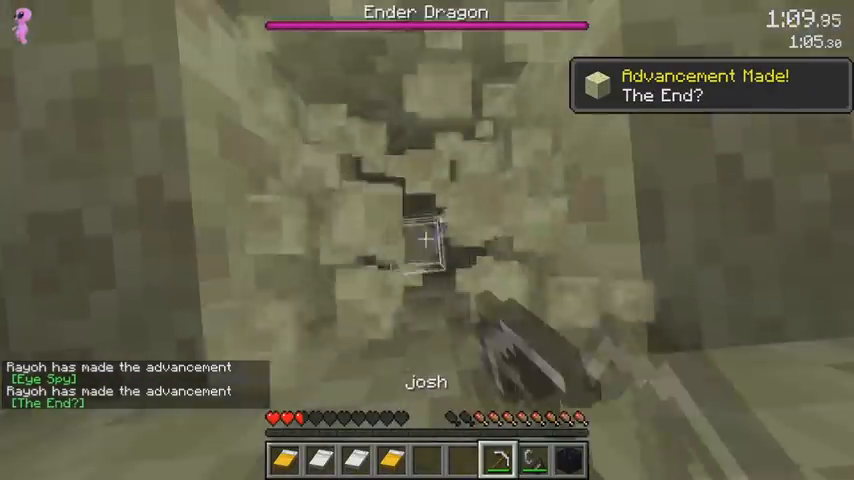 Ender Dragon
1:09.95
1:05.30
Advancement Made!
The End?
Rayoh has made the advancement
[Eye Spy]
Rayoh has made the advancement
[The End?]
josh